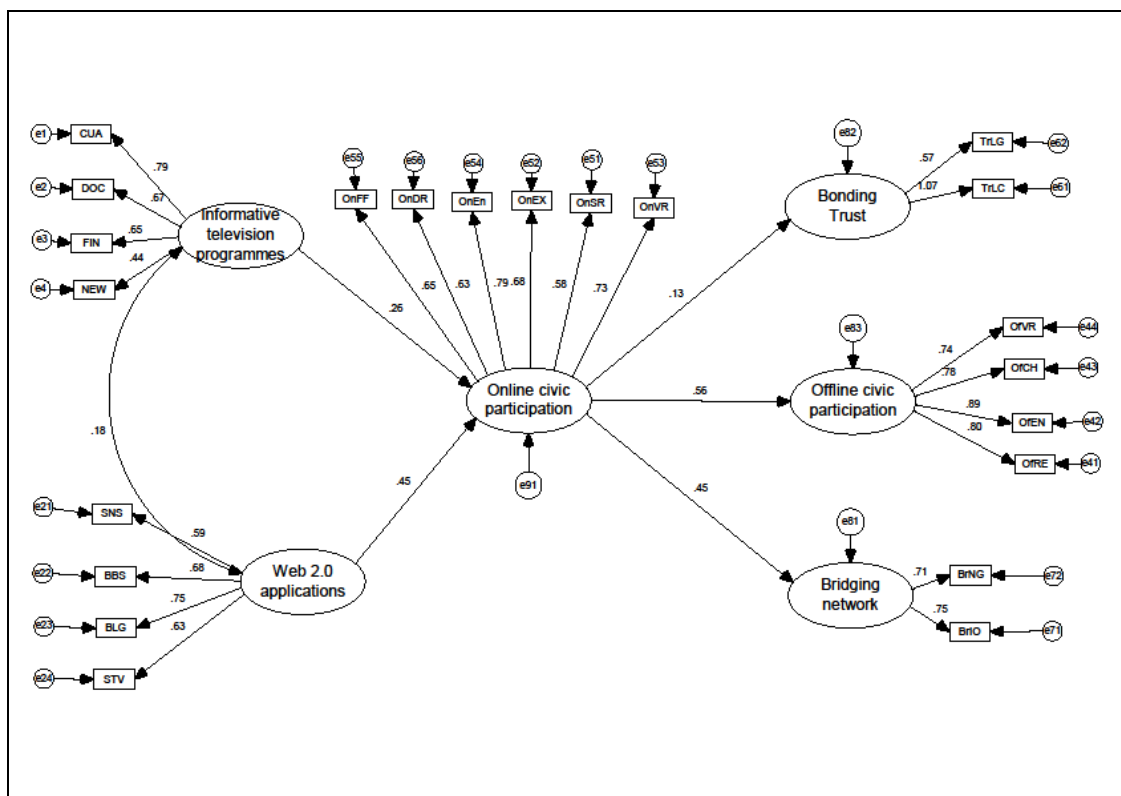 e1
CUA
.79
e2
DOC
.67
e3
FIN
.65
e4
NEW
.44
Informative
television
programmes
.18
.26
e21
SNS
.59
e22
BBS
.68
e23
BLG
.75
e24
STV
.63
Web 2.0
applications
.45
e55
e56
e54
e52
e51
e53
OnFF
OnDR
OnEn
OnEX
OnSR
OnVR
.65
.63
.79
.68
.58
.73
Online civic
participation
e91
.13
.56
.45
e82
Bonding
Trust
.57
TrLG
e62
1.07
TrLC
e61
e83
Offline civic
participation
.74
OfVR
e44
.78
OfCH
e43
.89
OfEN
e42
.80
OfRE
e41
e81
Bridging
network
.71
BrNG
e72
.75
BrIO
e71